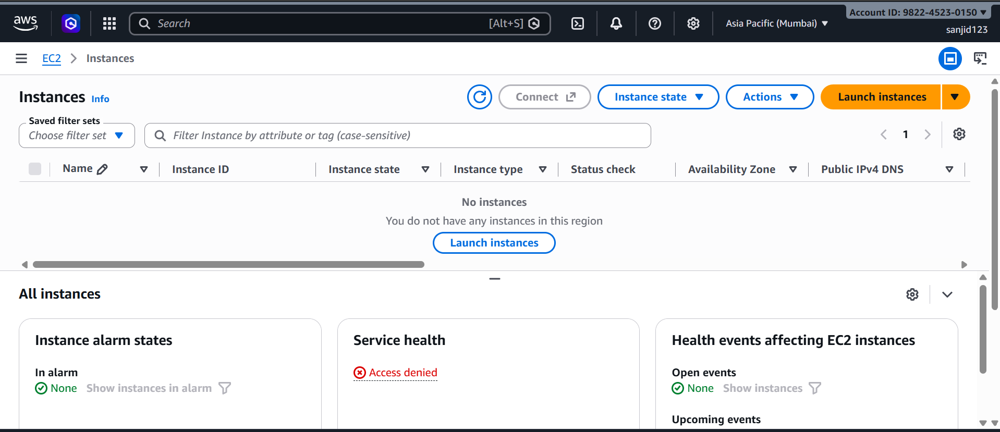 aws
Search [Alt+S]
Asia Pacific (Mumbai)
Account ID: 9822-4523-0150
sanjid123
EC2 Instances
Instances Info
Connect
Instance state
Actions
Launch instances
Saved filter sets
Choose filter set
Filter Instance by attribute or tag (case-sensitive)
1
Name Instance ID Instance state Instance type Status check Availability Zone Public IPv4 DNS
No instances
You do not have any instances in this region
Launch instances
All instances
Instance alarm states
In alarm
None Show instances in alarm
Service health
Access denied
Health events affecting EC2 instances
Open events
None Show instances
Upcoming events